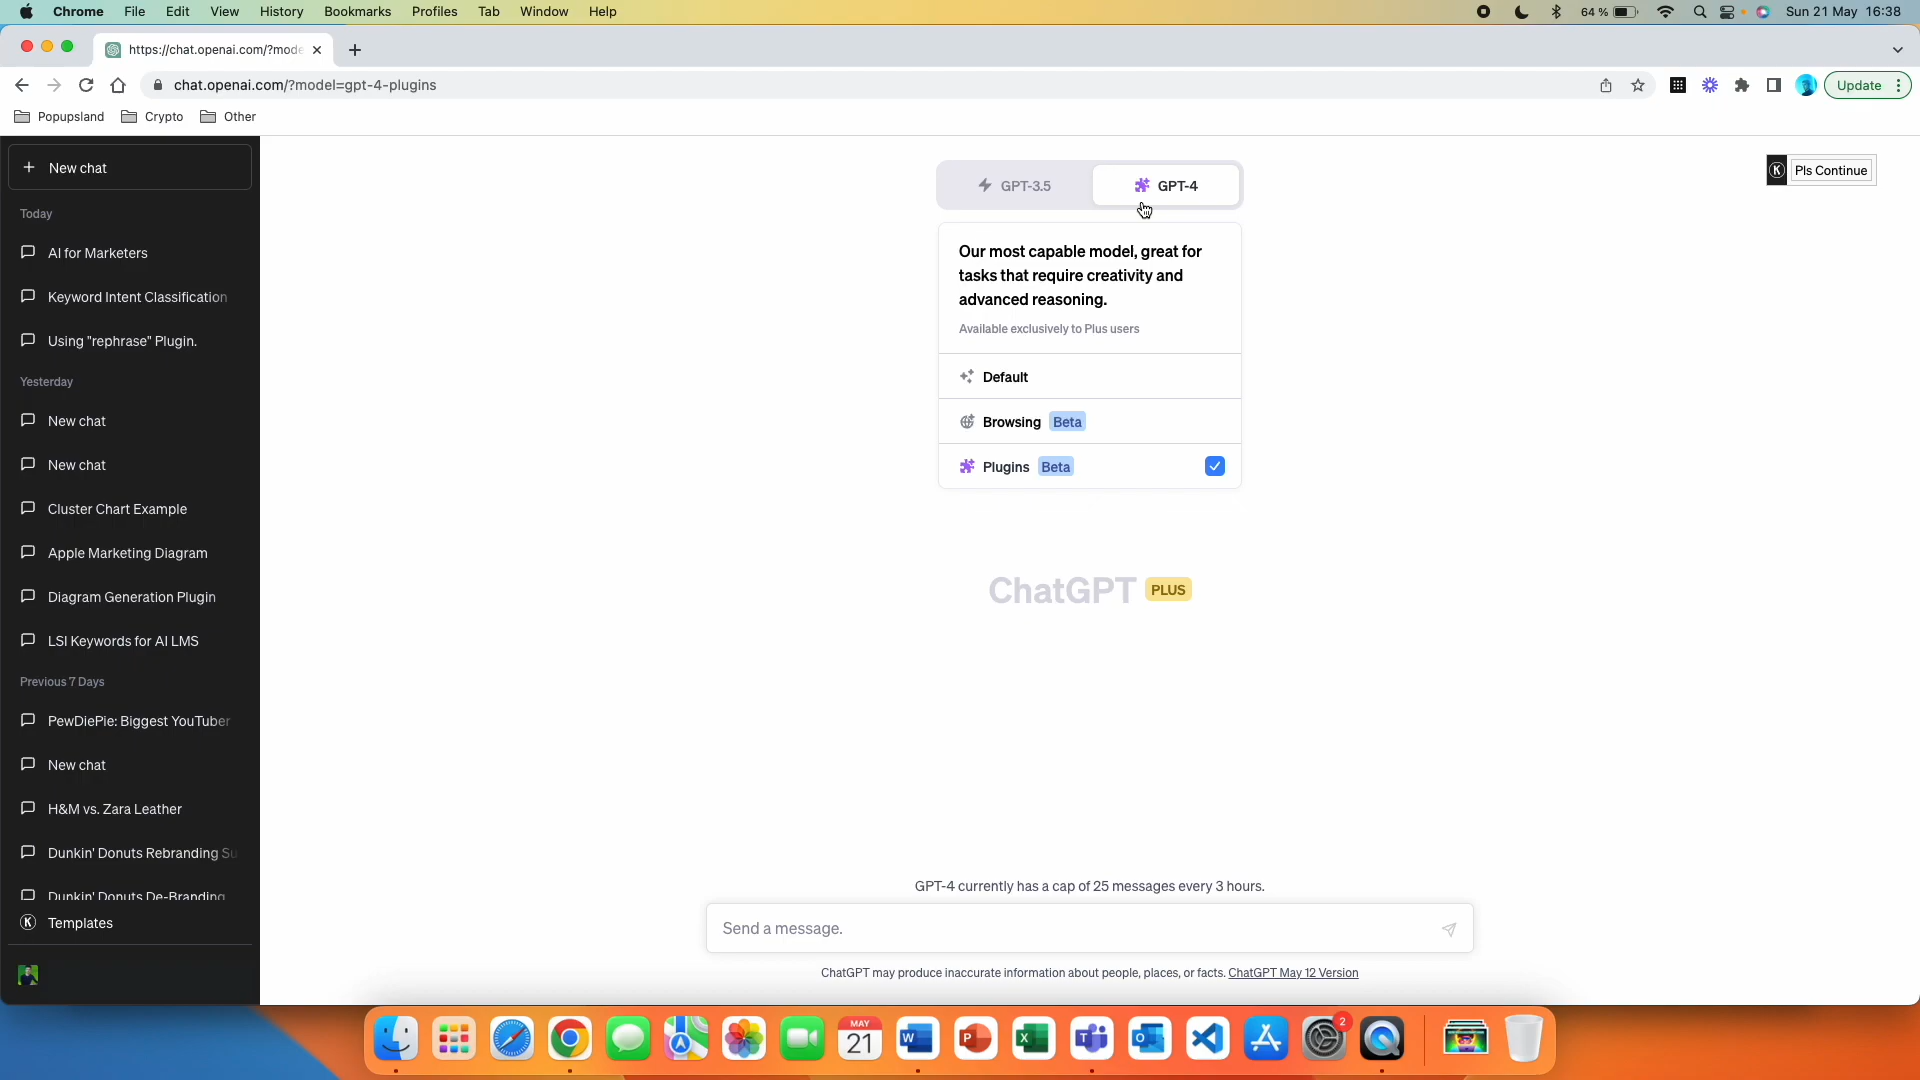 Chrome File Edit View History Bookmarks Profiles Tab Window Help 64 % Sun 21 May 16:38
https://chat.openai.com/?mode
chat.openai.com/?model=gpt-4-plugins Update
Popupsland Crypto Other
New chat
Today
AI for Marketers
Keyword Intent Classification
Using "rephrase" Plugin.
Yesterday
New chat
New chat
Cluster Chart Example
Apple Marketing Diagram
Diagram Generation Plugin
LSI Keywords for AI LMS
Previous 7 Days
PewDiePie: Biggest YouTuber
New chat
H&M vs. Zara Leather
Dunkin' Donuts Rebranding Su
Dunkin' Donuts De-Branding
K Templates
GPT-3.5 GPT-4
K Pls Continue
Our most capable model, great for
tasks that require creativity and
advanced reasoning.
Available exclusively to Plus users
Default
Browsing Beta
Plugins Beta
ChatGPT PLUS
GPT-4 currently has a cap of 25 messages every 3 hours.
Send a message.
ChatGPT may produce inaccurate information about people, places, or facts. ChatGPT May 12 Version
MAY
21
W P X T O 2